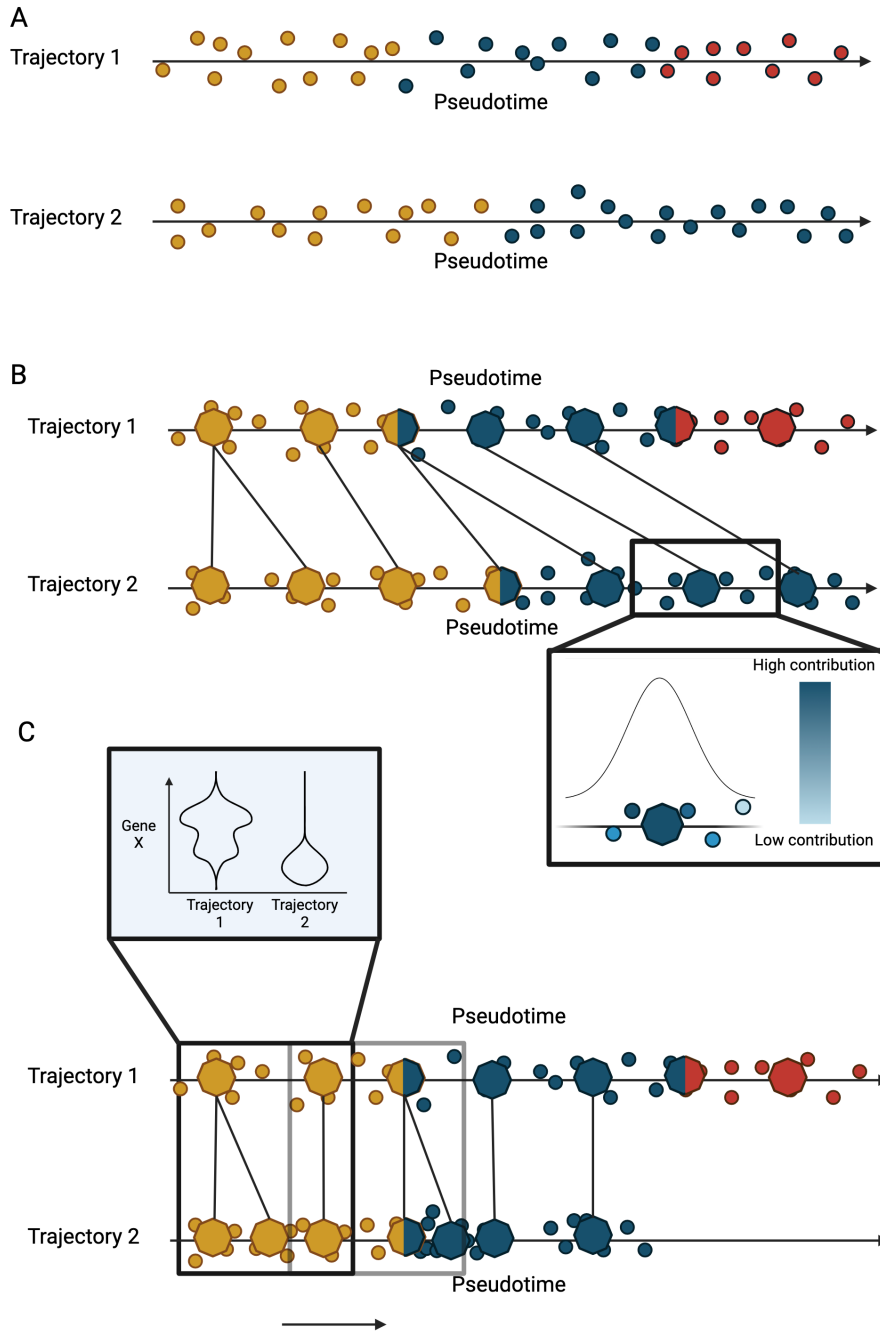 A
Trajectory 1
Pseudotime
Trajectory 2
Pseudotime
B
Pseudotime
Trajectory 1
Trajectory 2
Pseudotime
High contribution
Low contribution
C
Gene
X
Trajectory
1
Trajectory
2
Pseudotime
Trajectory 1
Trajectory 2
Pseudotime